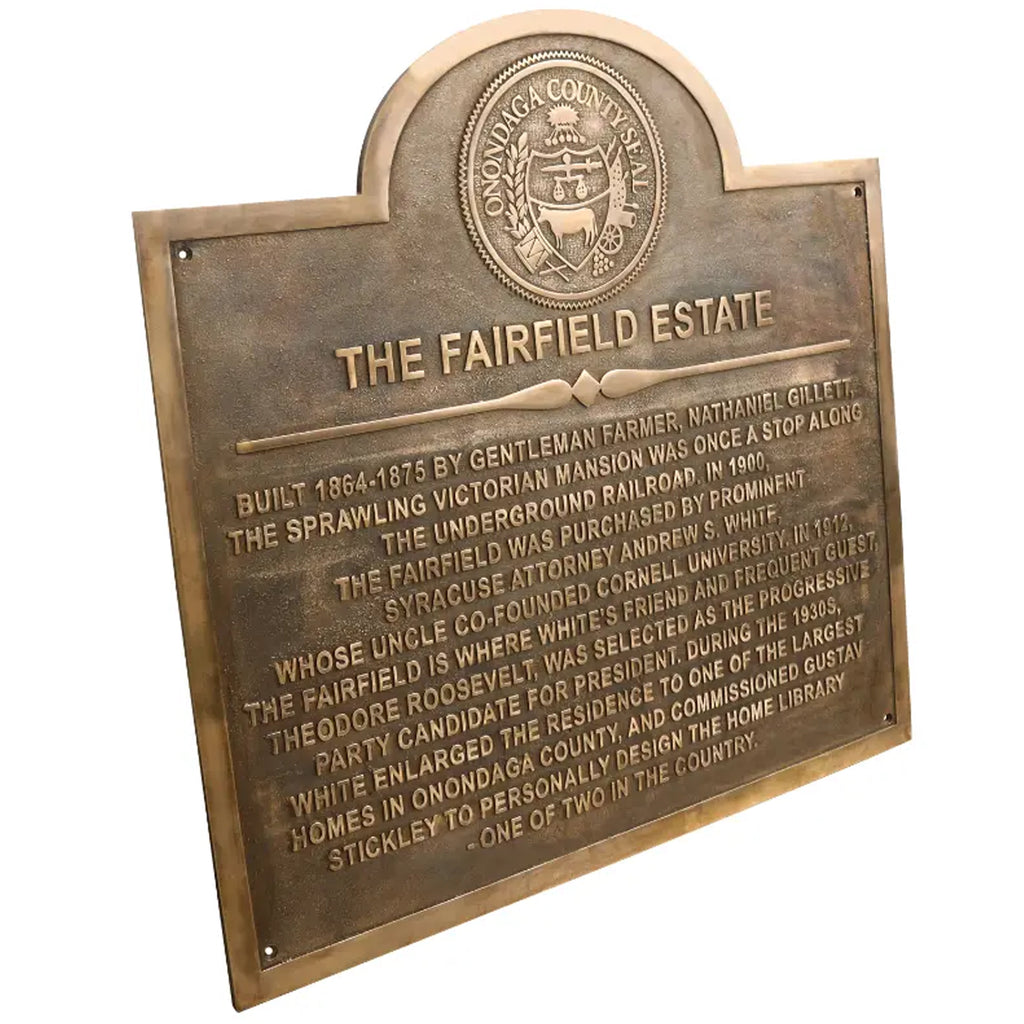 ONONDAGA COUNTY SEAL
THE FAIRFIELD ESTATE
BUILT 1864-1875 BY GENTLEMAN FARMER, NATHANIEL GILLETT,
THE SPRAWLING VICTORIAN MANSION WAS ONCE A STOP ALONG
THE UNDERGROUND RAILROAD. IN 1900,
THE FAIRFIELD WAS PURCHASED BY PROMINENT
SYRACUSE ATTORNEY ANDREW S. WHITE,
WHOSE UNCLE CO-FOUNDED CORNELL UNIVERSITY. IN 1912,
THE FAIRFIELD IS WHERE WHITE'S FRIEND AND FREQUENT GUEST,
THEODORE ROOSEVELT, WAS SELECTED AS THE PROGRESSIVE
PARTY CANDIDATE FOR PRESIDENT. DURING THE 1930S,
WHITE ENLARGED THE RESIDENCE TO ONE OF THE LARGEST
HOMES IN ONONDAGA COUNTY, AND COMMISSIONED GUSTAV
STICKLEY TO PERSONALLY DESIGN THE HOME LIBRARY
- ONE OF TWO IN THE COUNTRY.